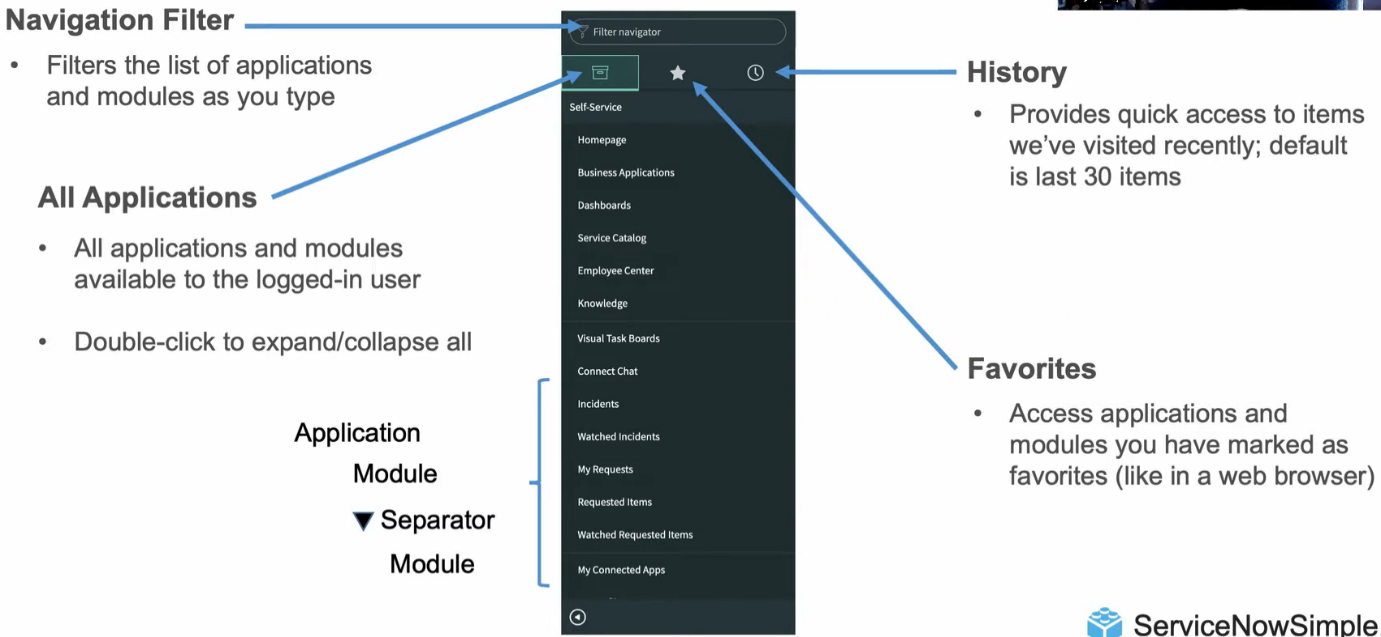 Navigation Filter
• Filters the list of applications
and modules as you type
All Applications
• All applications and modules
available to the logged-in user
• Double-click to expand/collapse all
Application
Module
▼ Separator
Module
Filter navigator
Self-Service
Homepage
Business Applications
Dashboards
Service Catalog
Employee Center
Knowledge
Visual Task Boards
Connect Chat
Incidents
Watched Incidents
My Requests
Requested Items
Watched Requested Items
My Connected Apps
History
• Provides quick access to items
we've visited recently; default
is last 30 items
Favorites
• Access applications and
modules you have marked as
favorites (like in a web browser)
ServiceNowSimple